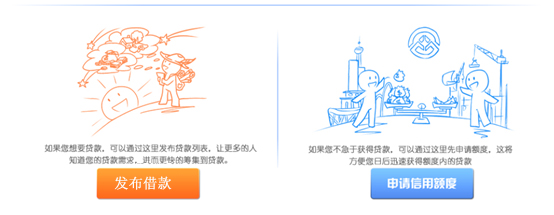 如果您想要贷款，可以通过这里发布贷款列表，让更多的人
知道您的贷款需求，进而更快的筹集到贷款。
发布借款
如果您不急于获得贷款，可以通过这里先申请额度，这将
方便您日后迅速获得额度内的贷款
申请信用额度